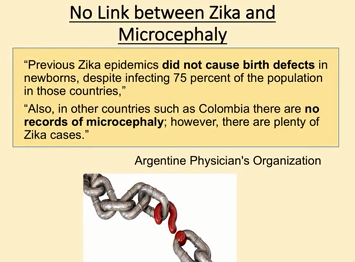 No Link between Zika and
Microcephaly
“Previous Zika epidemics did not cause birth defects in
newborns, despite infecting 75 percent of the population
in those countries,”
“Also, in other countries such as Colombia there are no
records of microcephaly; however, there are plenty of
Zika cases.”
Argentine Physician's Organization